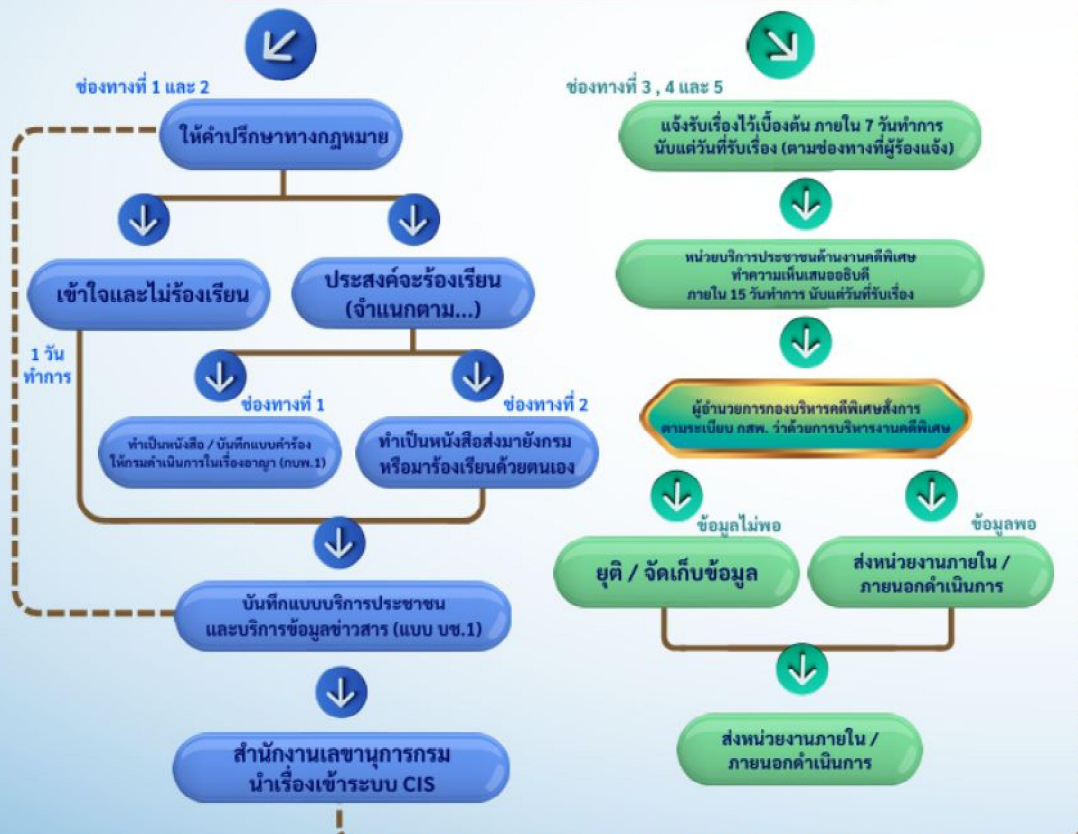 ช่องทางที่ 1 และ 2
ให้คำปรึกษาทางกฎหมาย
เข้าใจและไม่ร้องเรียน
ประสงค์จะร้องเรียน
(จำแนกตาม...)
1 วัน
ทำการ
ช่องทางที่ 1
ทำเป็นหนังสือ / บันทึกแบบคำร้อง
ให้กรมดำเนินการในเรื่องอาญา (กบพ.1)
ช่องทางที่ 2
ทำเป็นหนังสือส่งมายังกรม
หรือมาร้องเรียนด้วยตนเอง
บันทึกแบบบริการประชาชน
และบริการข้อมูลข่าวสาร (แบบ บช.1)
สำนักงานเลขานุการกรม
นำเรื่องเข้าระบบ CIS
ช่องทางที่ 3 , 4 และ 5
แจ้งรับเรื่องไว้เบื้องต้น ภายใน 7 วันทำการ
นับแต่วันที่รับเรื่อง (ตามช่องทางที่ผู้ร้องแจ้ง)
หน่วยบริการประชาชนด้านงานคดีพิเศษ
ทำความเห็นเสนออธิบดี
ภายใน 15 วันทำการ นับแต่วันที่รับเรื่อง
ผู้อำนวยการกองบริหารคดีพิเศษสั่งการ
ตามระเบียบ กสพ. ว่าด้วยการบริหารงานคดีพิเศษ
ข้อมูลไม่พอ
ยุติ / จัดเก็บข้อมูล
ข้อมูลพอ
ส่งหน่วยงานภายใน /
ภายนอกดำเนินการ
ส่งหน่วยงานภายใน /
ภายนอกดำเนินการ